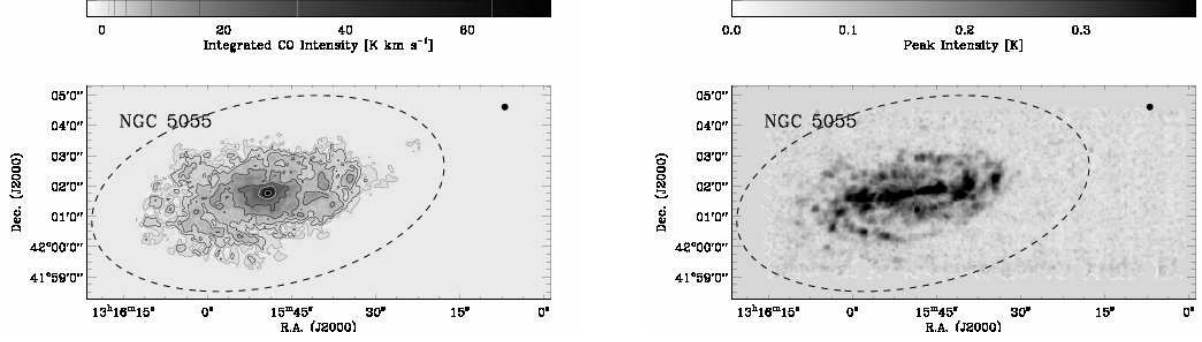 0 20 40 60
Integrated CO Intensity [K km s⁻¹]
NGC 5055
05'0"
04'0"
03'0"
02'0"
01'0"
42°00'0"
41°59'0"
Dec. (J2000)
13ʰ16ᵐ15ˢ 0ˢ 15ᵐ45ˢ 30ˢ 15ˢ 0ˢ
R.A. (J2000)
0.0 0.1 0.2 0.3
Peak Intensity [K]
NGC 5055
05'0"
04'0"
03'0"
02'0"
01'0"
42°00'0"
41°59'0"
Dec. (J2000)
13ʰ16ᵐ15ˢ 0ˢ 15ᵐ45ˢ 30ˢ 15ˢ 0ˢ
R.A. (J2000)